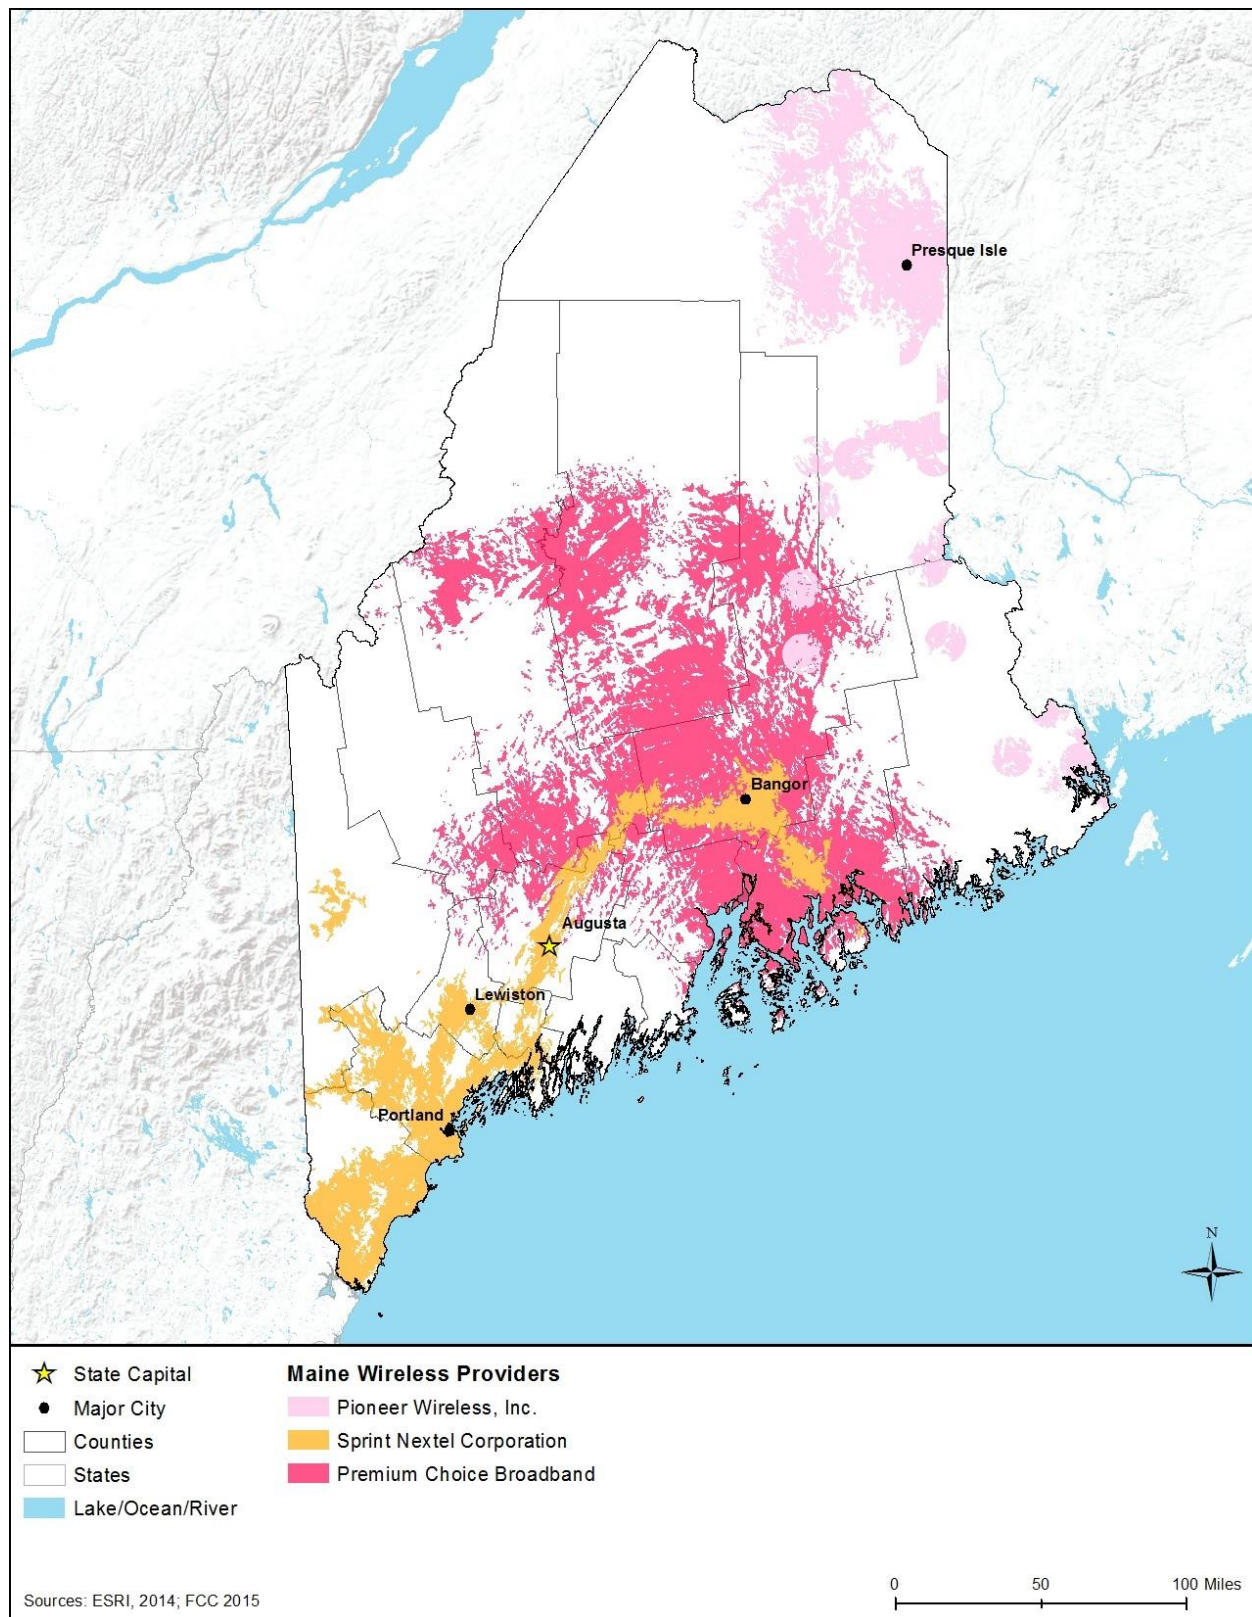 Presque Isle
Bangor
Augusta
Lewiston
Portland
N
State Capital
Major City
Counties
States
Lake/Ocean/River
Maine Wireless Providers
Pioneer Wireless, Inc.
Sprint Nextel Corporation
Premium Choice Broadband
Sources: ESRI, 2014; FCC 2015
0 50 100 Miles